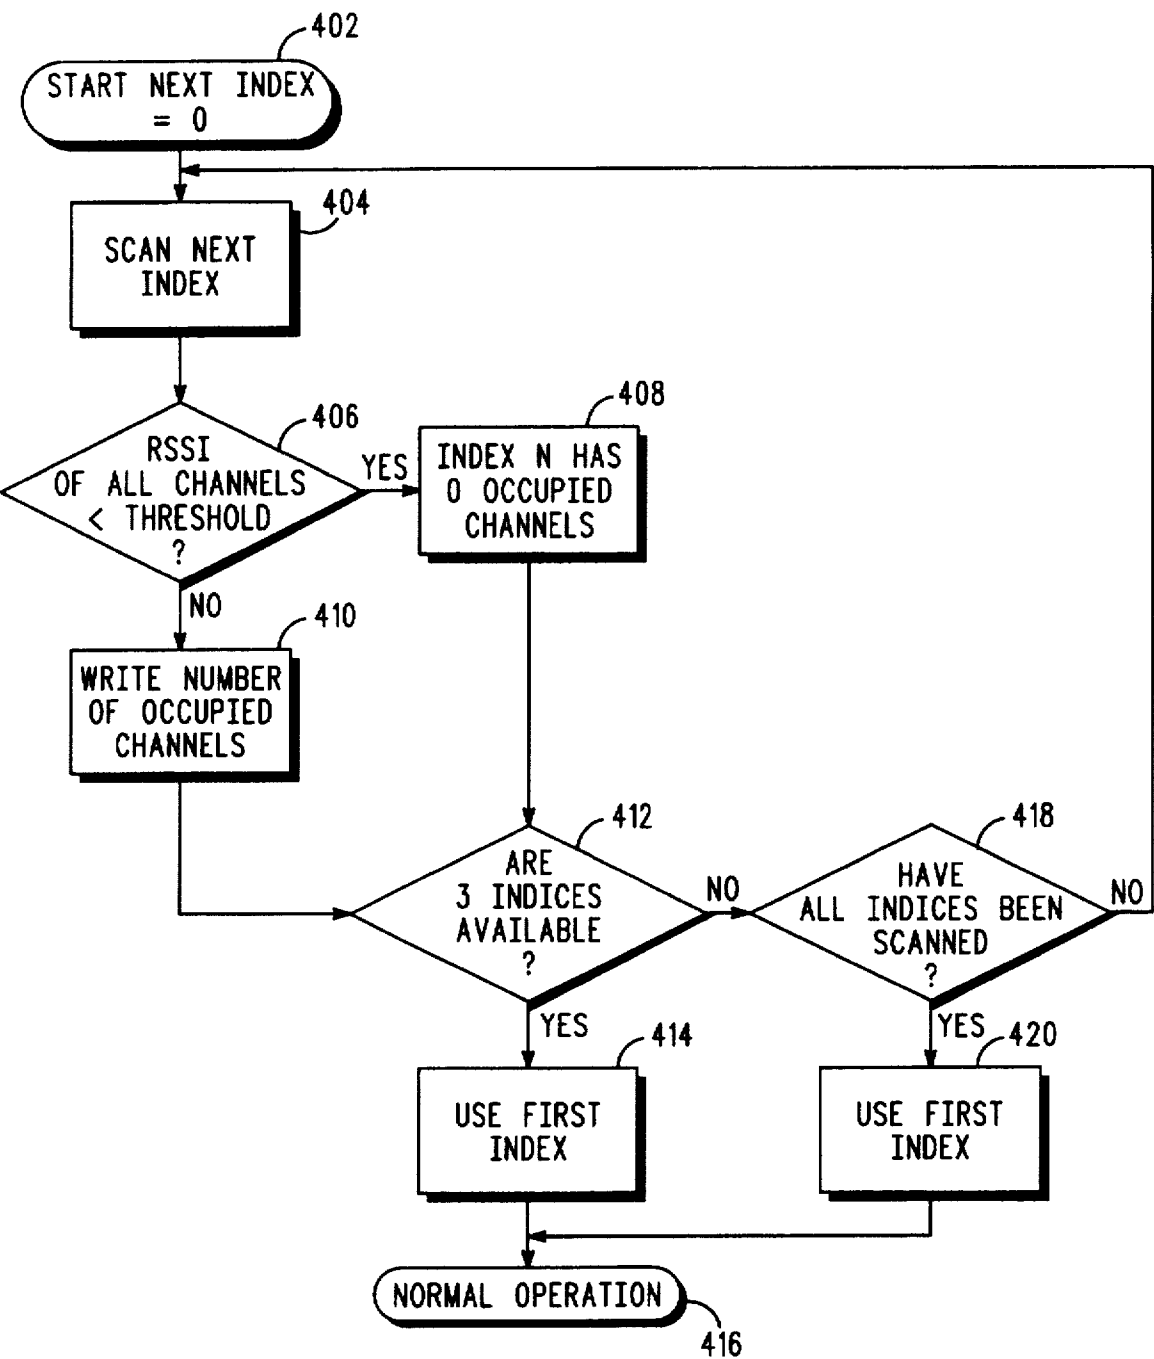 402
START NEXT INDEX
= 0
404
SCAN NEXT
INDEX
406
RSSI
OF ALL CHANNELS
< THRESHOLD
?
YES
NO
408
INDEX N HAS
0 OCCUPIED
CHANNELS
410
WRITE NUMBER
OF OCCUPIED
CHANNELS
412
ARE
3 INDICES
AVAILABLE
?
NO
YES
418
HAVE
ALL INDICES BEEN
SCANNED
?
NO
YES
414
USE FIRST
INDEX
420
USE FIRST
INDEX
NORMAL OPERATION
416